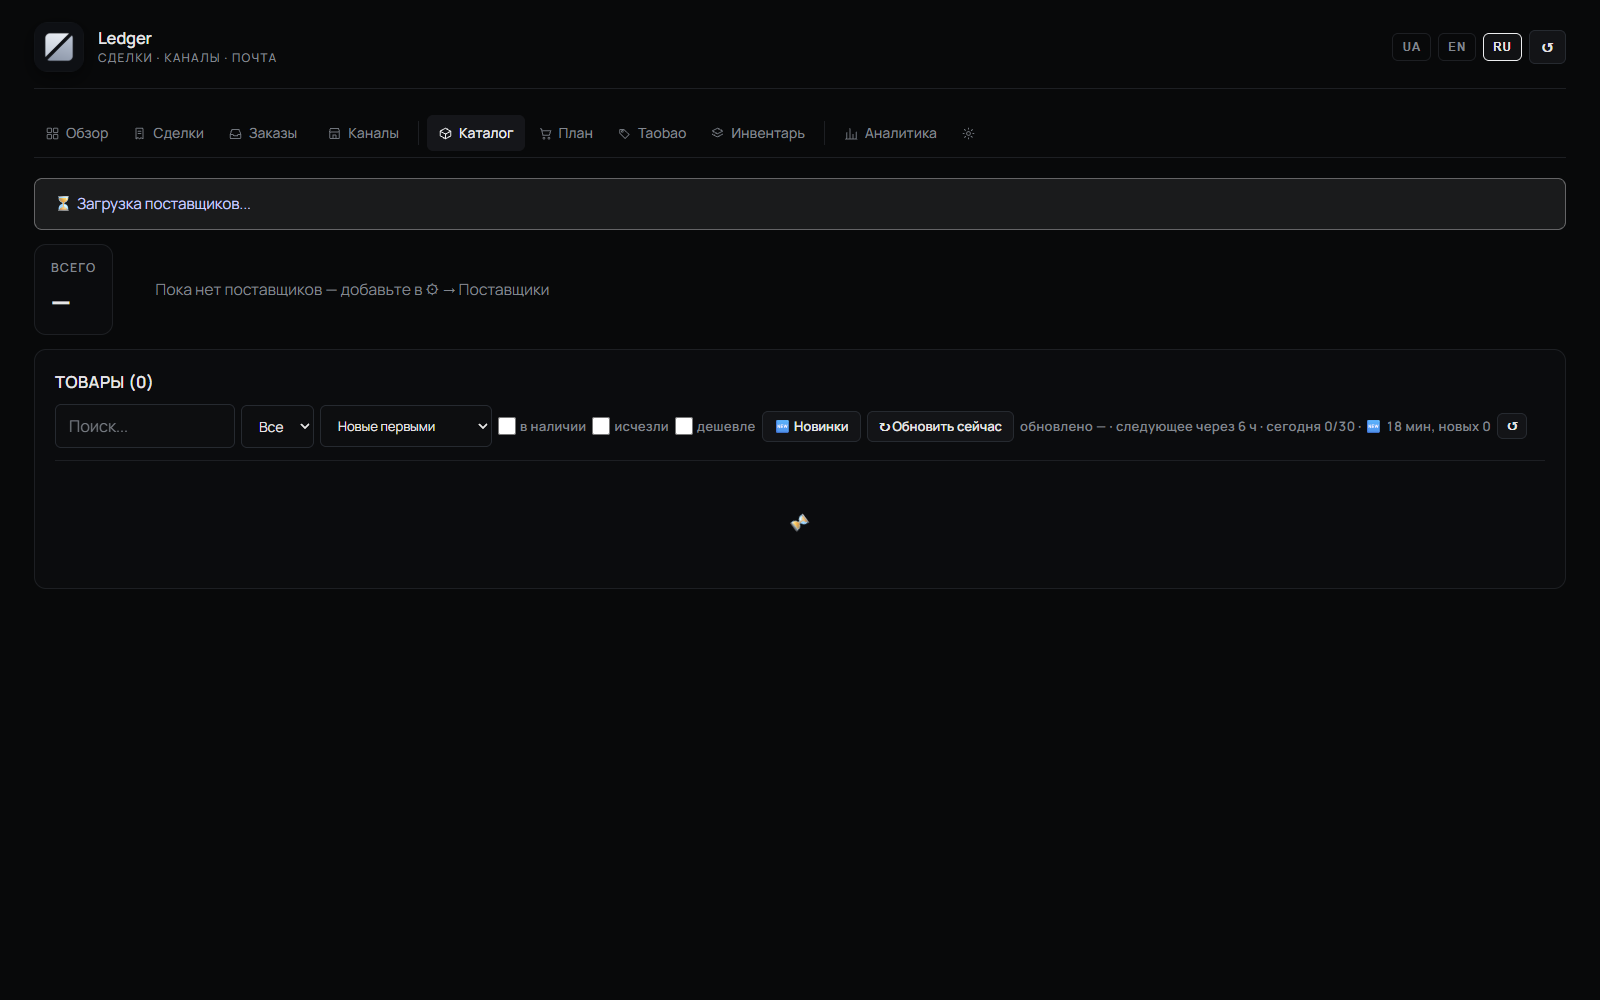 Ledger
СДЕЛКИ · КАНАЛЫ · ПОЧТА
UA EN RU ↺
Обзор Сделки Заказы Каналы Каталог План Taobao Инвентарь Аналитика
⏳ Загрузка поставщиков...
ВСЕГО
—
Пока нет поставщиков — добавьте в ⚙ → Поставщики
ТОВАРЫ (0)
Поиск... Все Новые первыми в наличии исчезли дешевле 🆕 Новинки ↻ Обновить сейчас обновлено — · следующее через 6 ч · сегодня 0/30 · 🆕 18 мин, новых 0 ↺